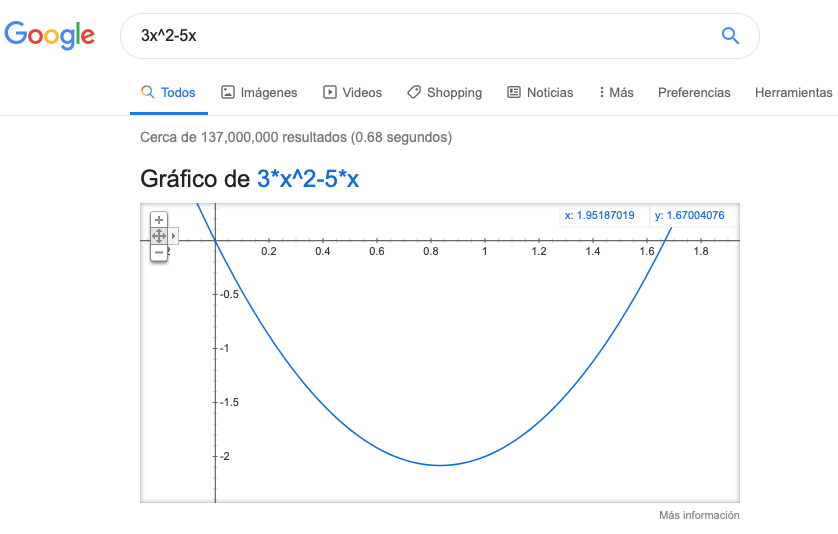 Google
3x^2-5x
Todos Imágenes Videos Shopping Noticias Más Preferencias Herramientas
Cerca de 137,000,000 resultados (0.68 segundos)
Gráfico de 3*x^2-5*x
x: 1.95187019 y: 1.67004076
2 0.2 0.4 0.6 0.8 1 1.2 1.4 1.6 1.8
-0.5
-1
-1.5
-2
Más información